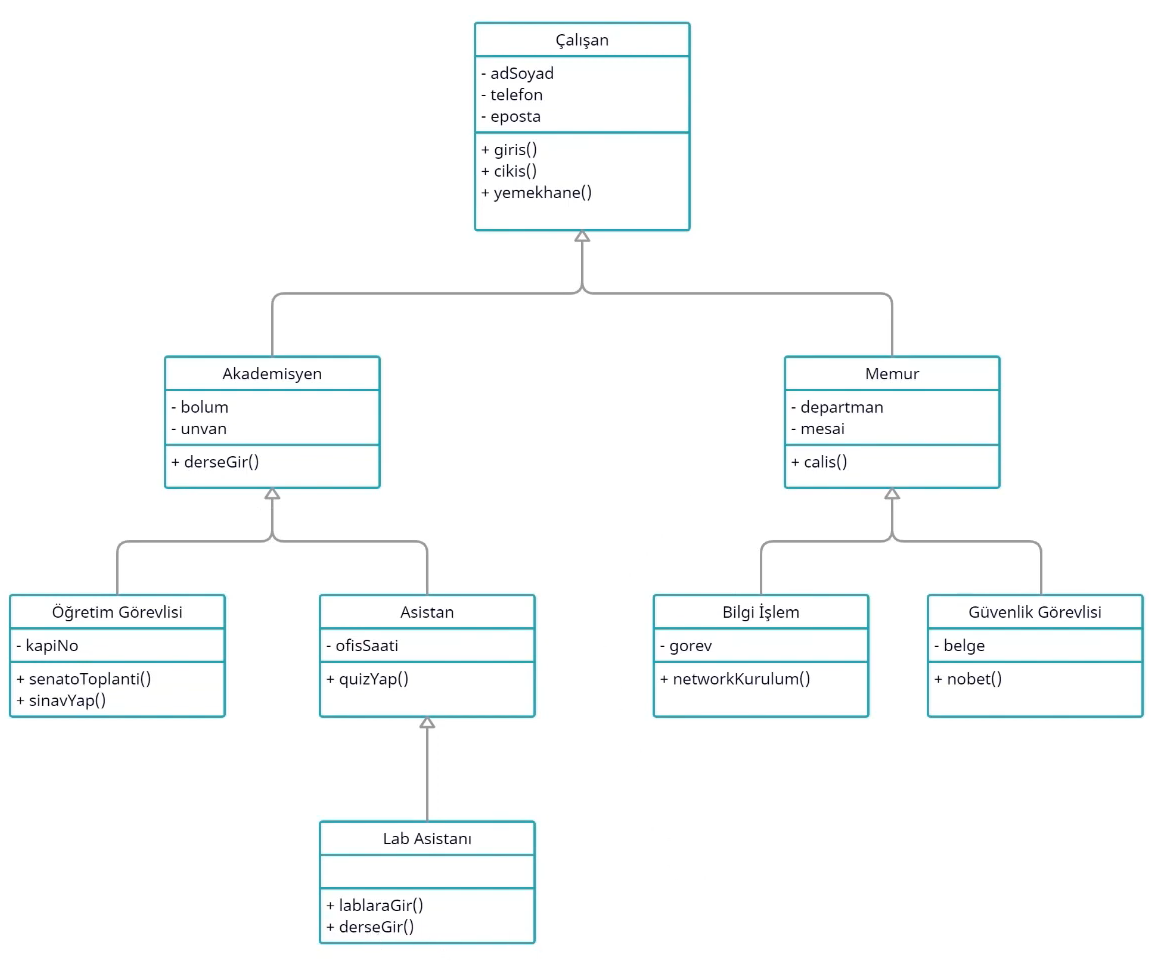 Çalışan
- adSoyad
- telefon
- eposta
+ giris()
+ cikis()
+ yemekhane()
Akademisyen
- bolum
- unvan
+ derseGir()
Memur
- departman
- mesai
+ calis()
Öğretim Görevlisi
- kapiNo
+ senatoToplanti()
+ sinavYap()
Asistan
- ofisSaati
+ quizYap()
Bilgi İşlem
- gorev
+ networkKurulum()
Güvenlik Görevlisi
- belge
+ nobet()
Lab Asistanı
+ lablaraGir()
+ derseGir()